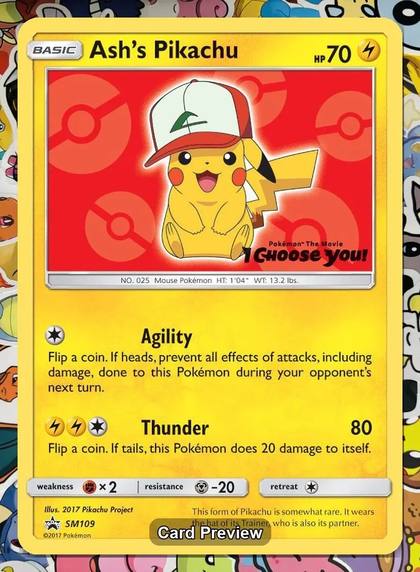 BASIC Ash's Pikachu HP 70
Pokémon™ The Movie
I Choose you!
NO. 025 Mouse Pokémon HT: 1'04" WT: 13.2 lbs.
Agility
Flip a coin. If heads, prevent all effects of attacks, including
damage, done to this Pokémon during your opponent's
next turn.
Thunder 80
Flip a coin. If tails, this Pokémon does 20 damage to itself.
weakness ×2 resistance -20 retreat
Illus. 2017 Pikachu Project
SM109
©2017 Pokémon
This form of Pikachu is somewhat rare. It wears
the hat of its Trainer, who is also its partner.
Card Preview